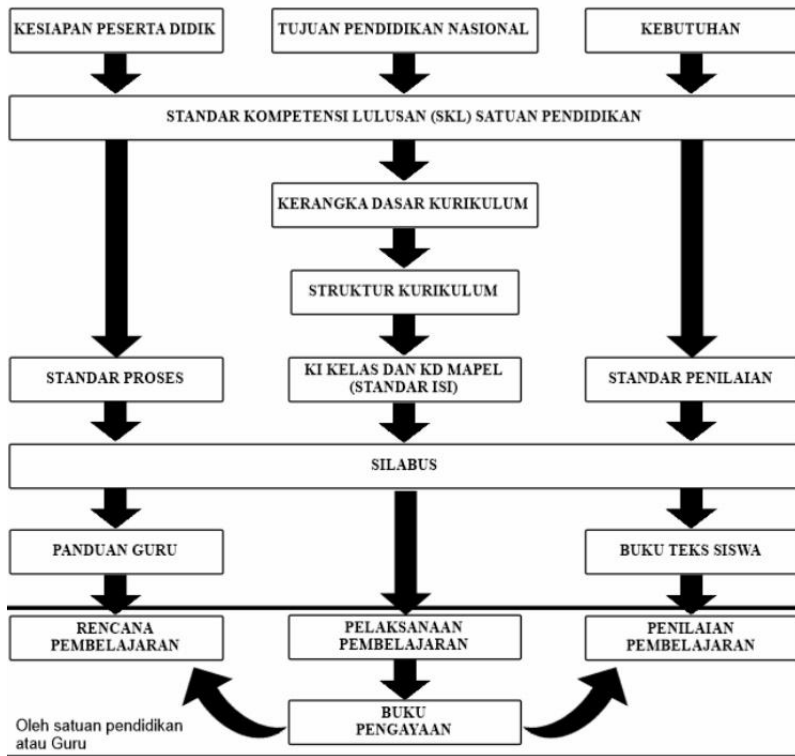 KESIAPAN PESERTA DIDIK
TUJUAN PENDIDIKAN NASIONAL
KEBUTUHAN
STANDAR KOMPETENSI LULUSAN (SKL) SATUAN PENDIDIKAN
KERANGKA DASAR KURIKULUM
STRUKTUR KURIKULUM
STANDAR PROSES
KI KELAS DAN KD MAPEL
(STANDAR ISI)
STANDAR PENILAIAN
SILABUS
PANDUAN GURU
BUKU TEKS SISWA
RENCANA
PEMBELAJARAN
PELAKSANAAN
PEMBELAJARAN
PENILAIAN
PEMBELAJARAN
BUKU
PENGAYAAN
Oleh satuan pendidikan
atau Guru